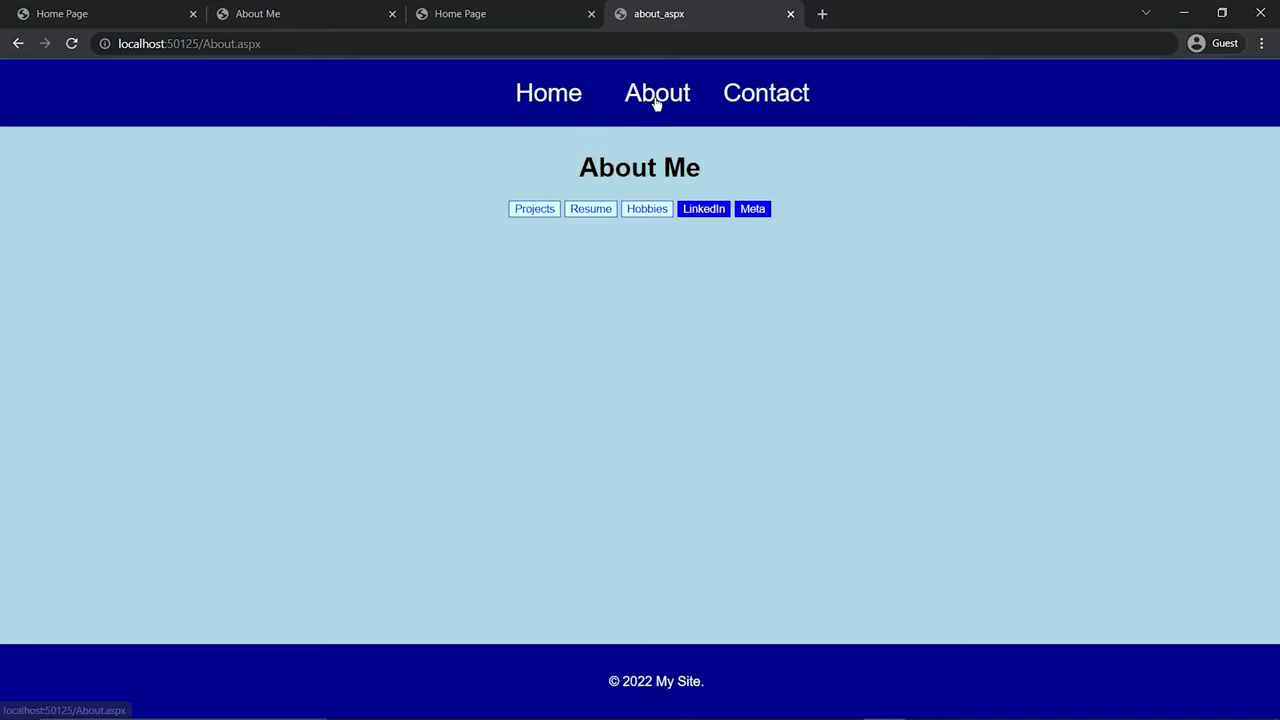 Home Page
About Me
Home Page
about_aspx
localhost:50125/About.aspx
Guest
Home About Contact
About Me
Projects Resume Hobbies LinkedIn Meta
© 2022 My Site.
localhost:50125/About.aspx